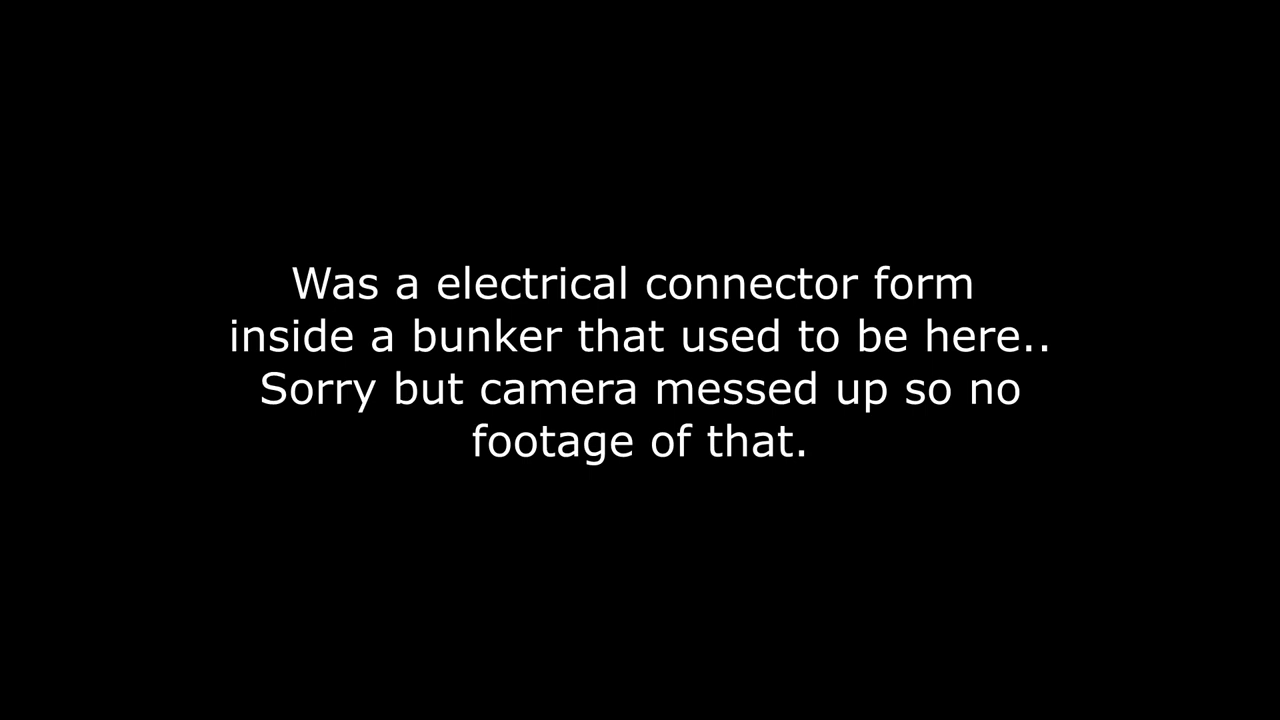 Was a electrical connector form
inside a bunker that used to be here..
Sorry but camera messed up so no
footage of that.